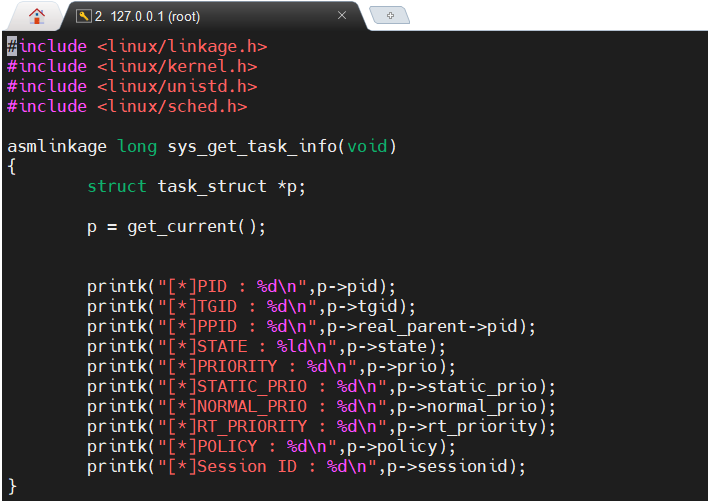 2. 127.0.0.1 (root)
#include <linux/linkage.h>
#include <linux/kernel.h>
#include <linux/unistd.h>
#include <linux/sched.h>
asmlinkage long sys_get_task_info(void)
{
struct task_struct *p;
p = get_current();
printk("[*]PID : %d\n",p->pid);
printk("[*]TGID : %d\n",p->tgid);
printk("[*]PPID : %d\n",p->real_parent->pid);
printk("[*]STATE : %ld\n",p->state);
printk("[*]PRIORITY : %d\n",p->prio);
printk("[*]STATIC_PRIO : %d\n",p->static_prio);
printk("[*]NORMAL_PRIO : %d\n",p->normal_prio);
printk("[*]RT_PRIORITY : %d\n",p->rt_priority);
printk("[*]POLICY : %d\n",p->policy);
printk("[*]Session ID : %d\n",p->sessionid);
}